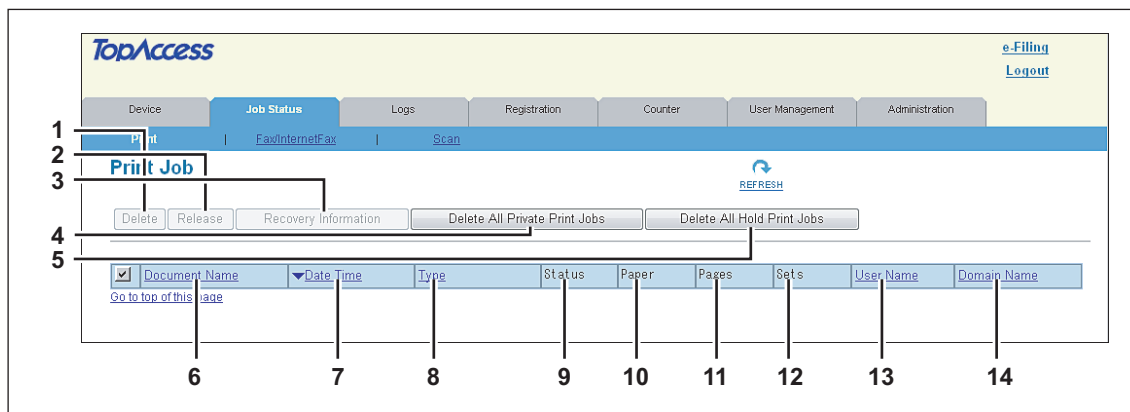 TopAccess
e-Filing
Logout
Device Job Status Logs Registration Counter User Management Administration
Print | Fax/InternetFax | Scan
Print Job
REFRESH
Delete Release Recovery Information Delete All Private Print Jobs Delete All Hold Print Jobs
Document Name Date Time Type Status Paper Pages Sets User Name Domain Name
Go to top of this page
1
2
3
4
5
6 7 8 9 10 11 12 13 14